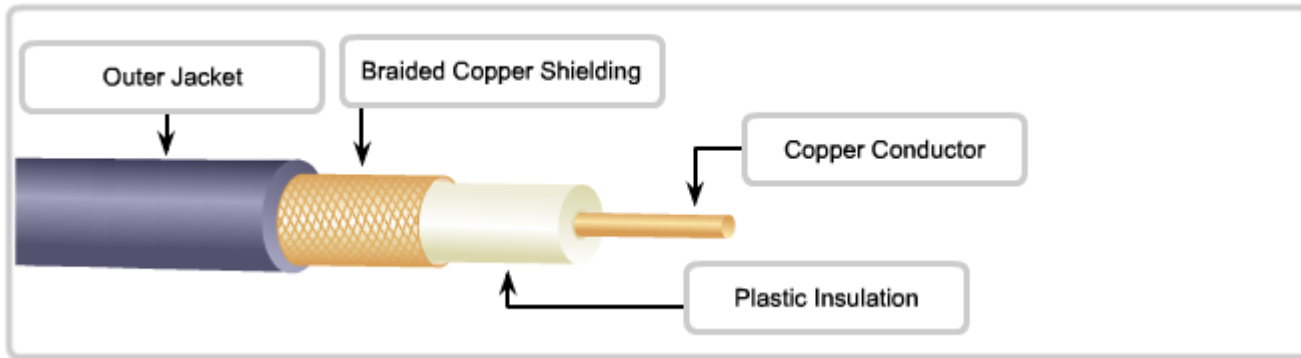 Outer Jacket
Braided Copper Shielding
Copper Conductor
Plastic Insulation